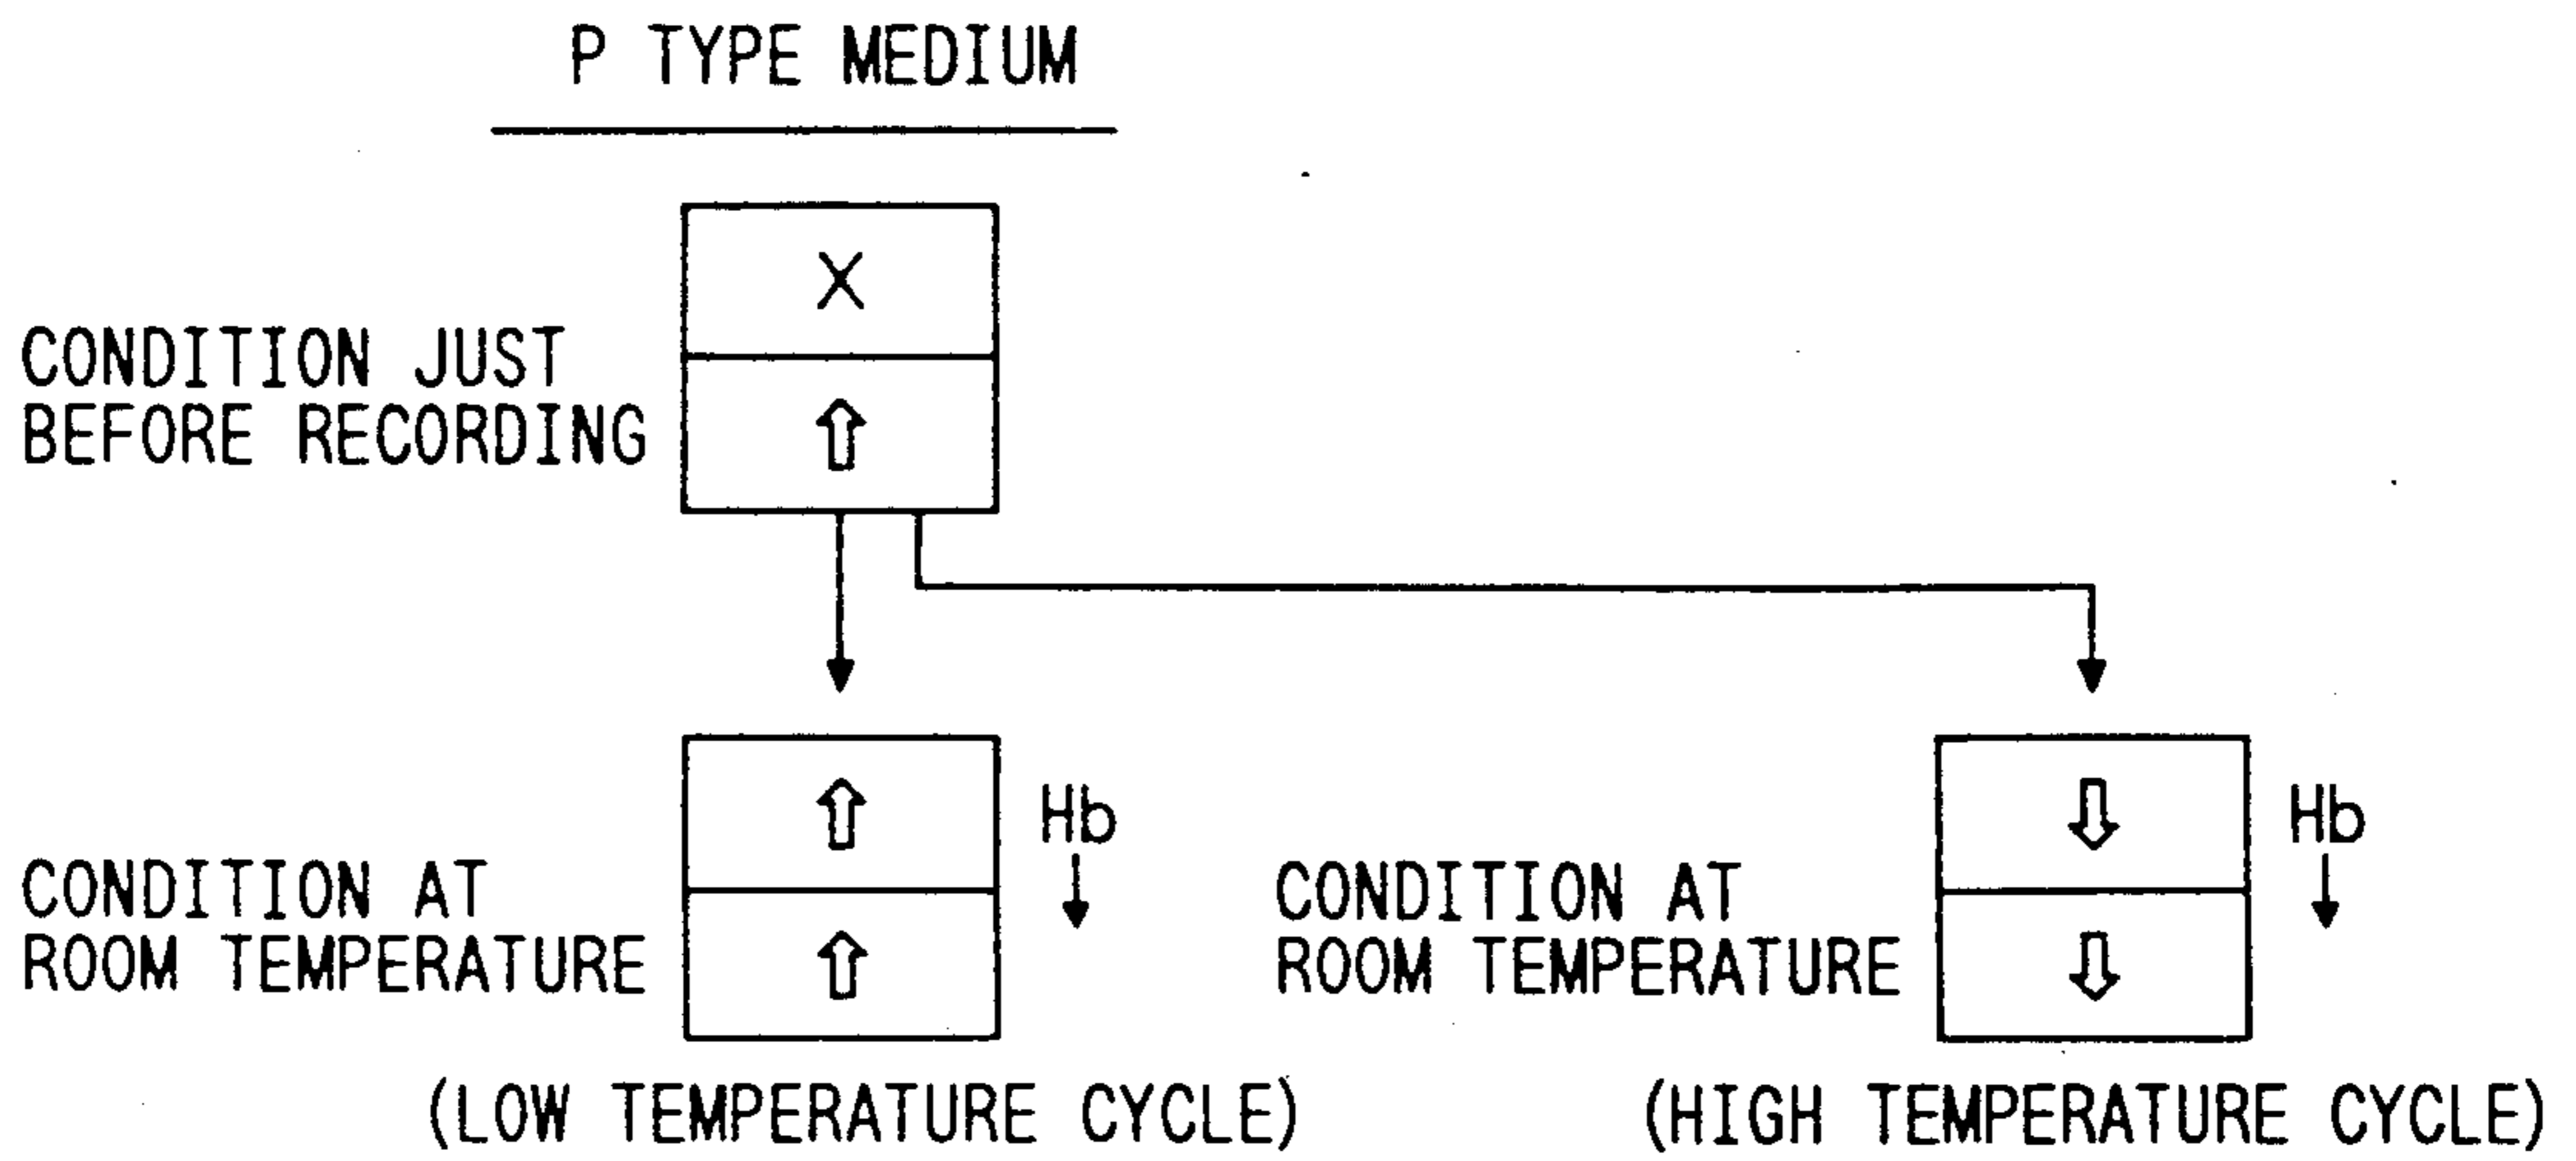 P TYPE MEDIUM
X
CONDITION JUST
BEFORE RECORDING
Hb
CONDITION AT
ROOM TEMPERATURE
(LOW TEMPERATURE CYCLE)
Hb
CONDITION AT
ROOM TEMPERATURE
(HIGH TEMPERATURE CYCLE)